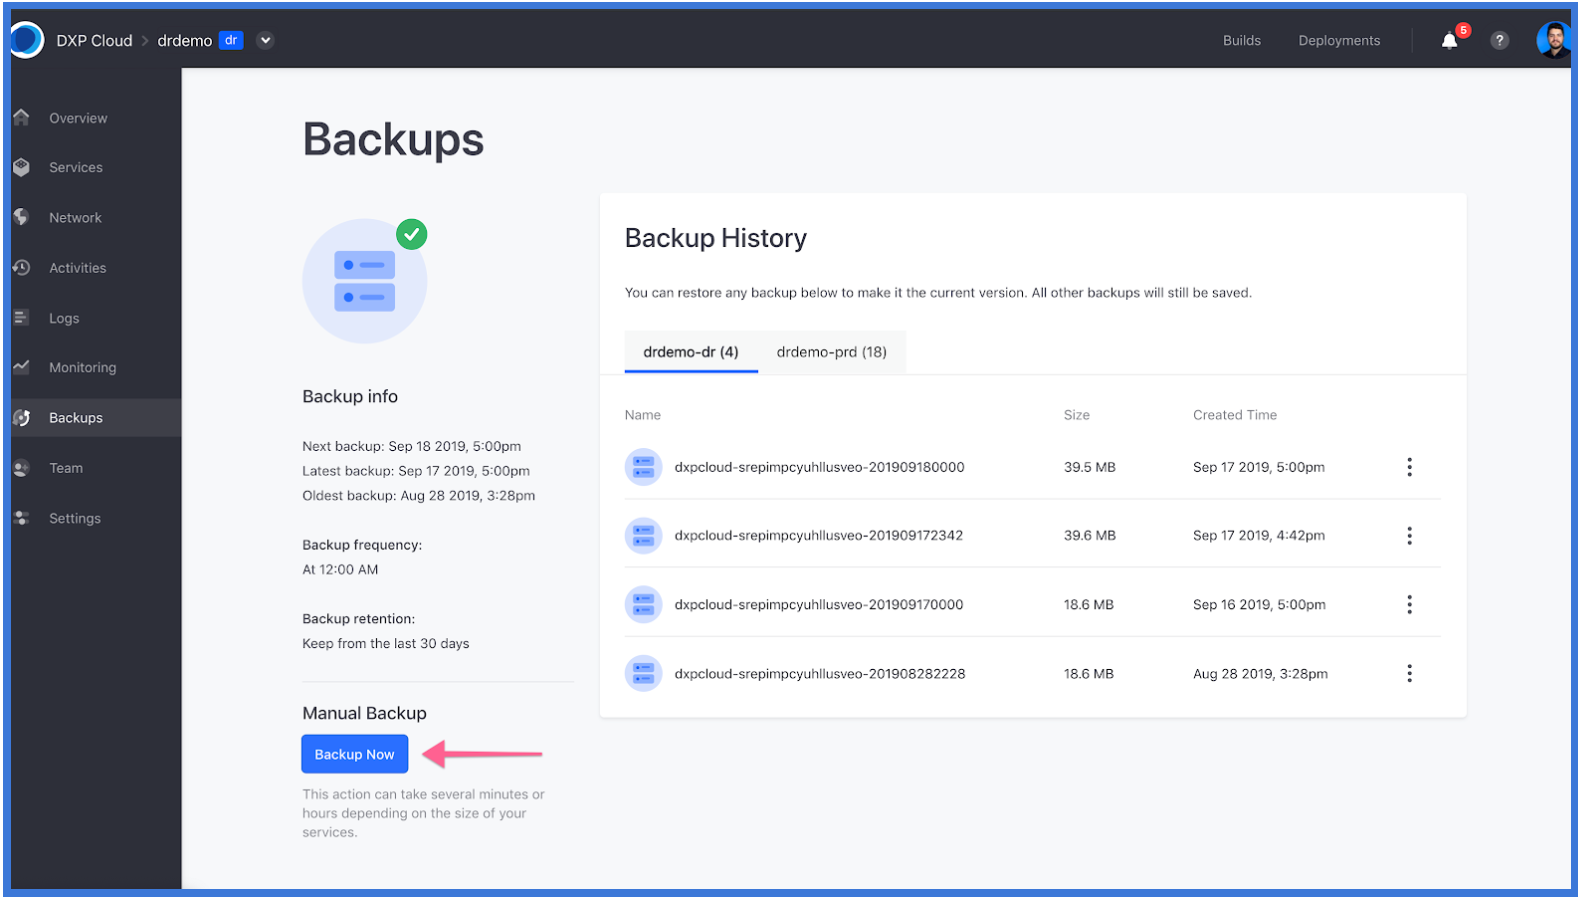 DXP Cloud > drdemo dr
Builds
Deployments
5
?
Overview
Services
Network
Activities
Logs
Monitoring
Backups
Team
Settings
Backups
Backup info
Next backup: Sep 18 2019, 5:00pm
Latest backup: Sep 17 2019, 5:00pm
Oldest backup: Aug 28 2019, 3:28pm
Backup frequency:
At 12:00 AM
Backup retention:
Keep from the last 30 days
Manual Backup
Backup Now
This action can take several minutes or
hours depending on the size of your
services.
Backup History
You can restore any backup below to make it the current version. All other backups will still be saved.
drdemo-dr (4) drdemo-prd (18)
Name Size Created Time
dxpcloud-srepimpcyuhllusveo-201909180000 39.5 MB Sep 17 2019, 5:00pm
dxpcloud-srepimpcyuhllusveo-201909172342 39.6 MB Sep 17 2019, 4:42pm
dxpcloud-srepimpcyuhllusveo-201909170000 18.6 MB Sep 16 2019, 5:00pm
dxpcloud-srepimpcyuhllusveo-201908282228 18.6 MB Aug 28 2019, 3:28pm